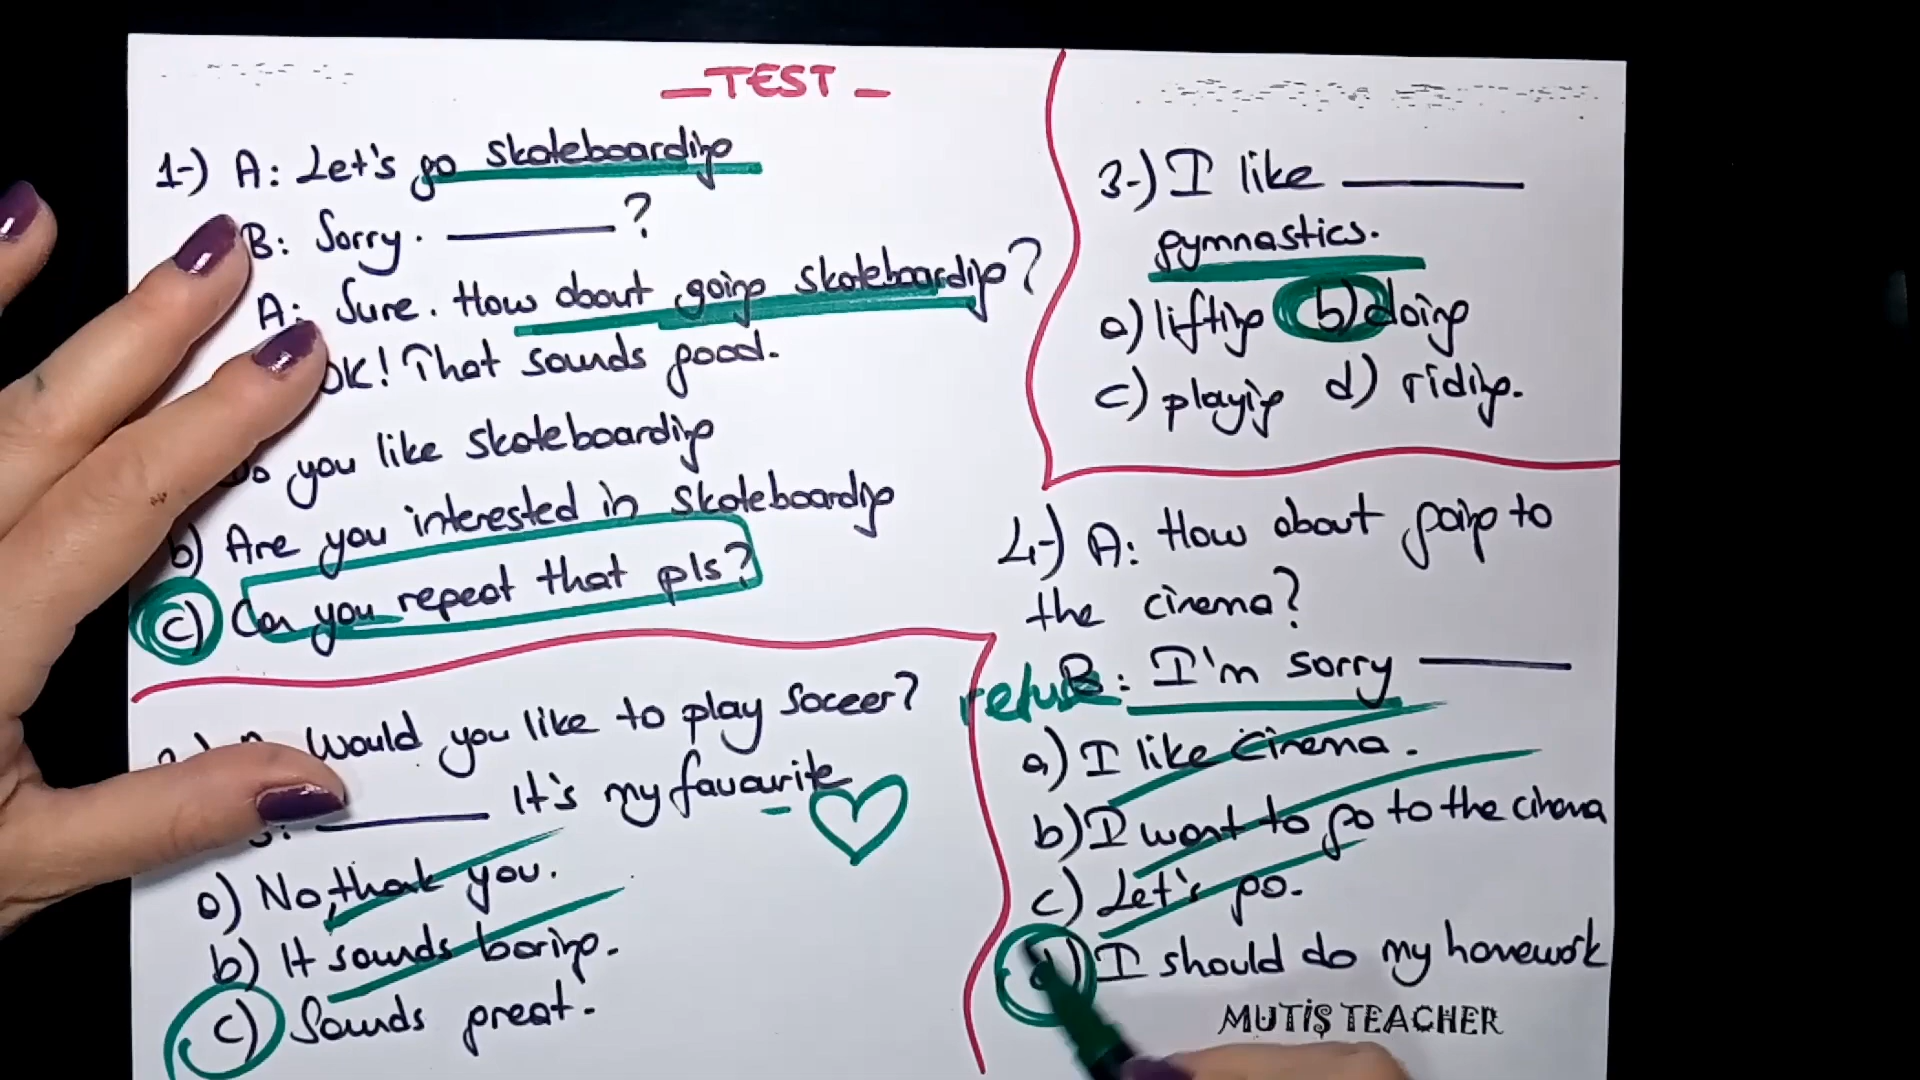 _TEST_
1-) A: Let's go skateboarding
B: Sorry. ______ ?
A: Sure. How about going skateboarding?
OK! That sounds good.
Do you like skateboarding
b) Are you interested in skateboarding
c) Can you repeat that pls?
Would you like to play soceer?
______ It's my favourite
a) No, thank you.
b) It sounds boring.
c) Sounds great.
3-) I like ______
gymnastics.
a) lifting b) doing
c) playing d) riding.
4-) A: How about going to
the cinema?
refuse B: I'm sorry ______
a) I like cinema.
b) I want to go to the cinema
c) Let's go.
d) I should do my homework
MUTİŞ TEACHER